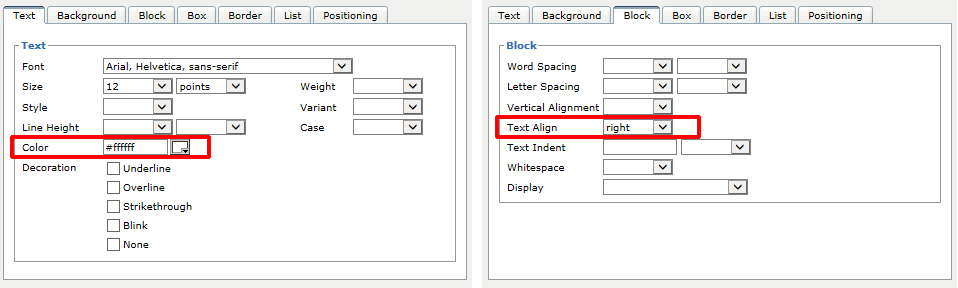 Text Background Block Box Border List Positioning
Text
Font Arial, Helvetica, sans-serif
Size 12 points Weight
Style Variant
Line Height Case
Color #ffffff
Decoration Underline
Overline
Strikethrough
Blink
None
Text Background Block Box Border List Positioning
Block
Word Spacing
Letter Spacing
Vertical Alignment
Text Align right
Text Indent
Whitespace
Display